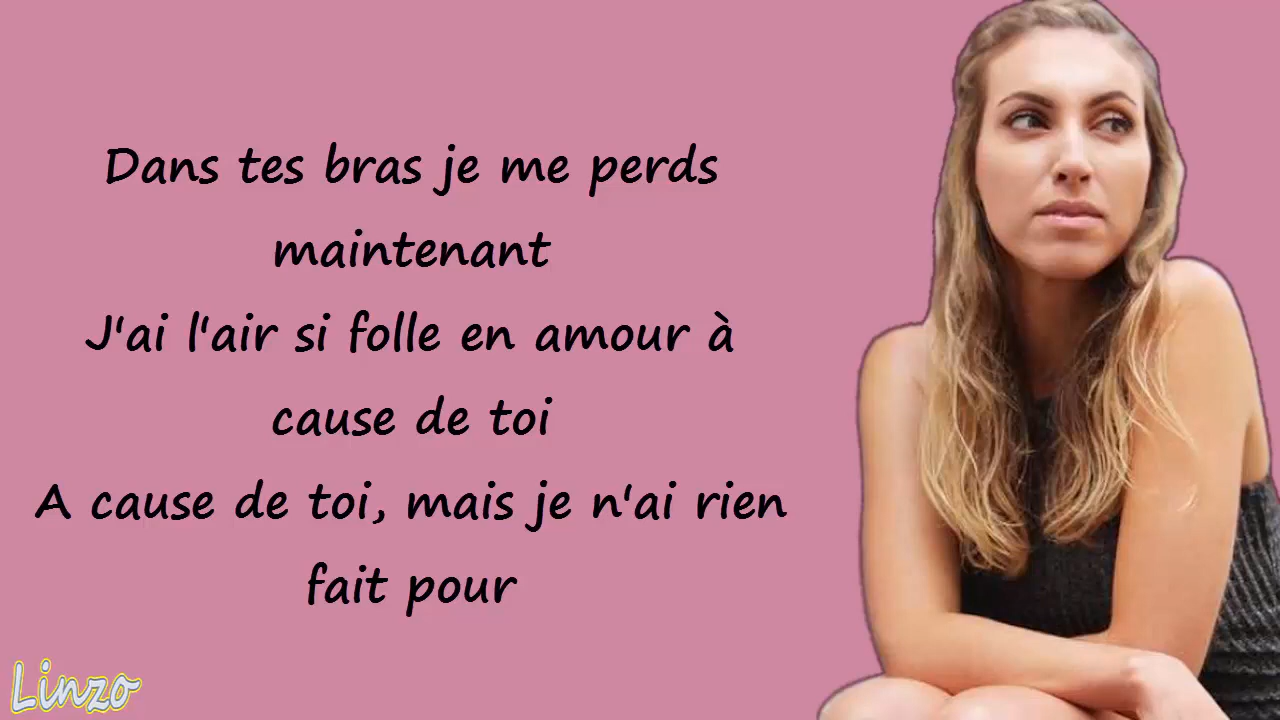 Dans tes bras je me perds
maintenant
J'ai l'air si folle en amour à
cause de toi
A cause de toi, mais je n'ai rien
fait pour
Linzo